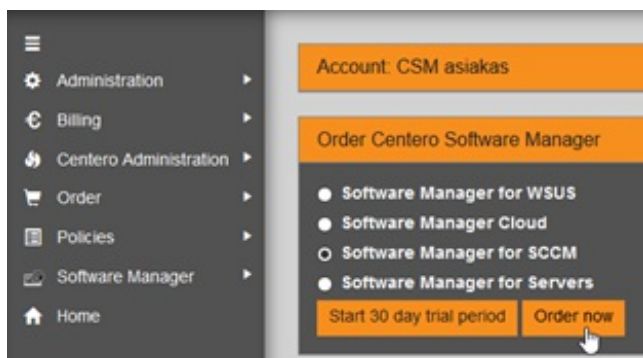 Administration
Billing
Centero Administration
Order
Policies
Software Manager
Home
Account: CSM asiakas
Order Centero Software Manager
Software Manager for WSUS
Software Manager Cloud
Software Manager for SCCM
Software Manager for Servers
Start 30 day trial period
Order now